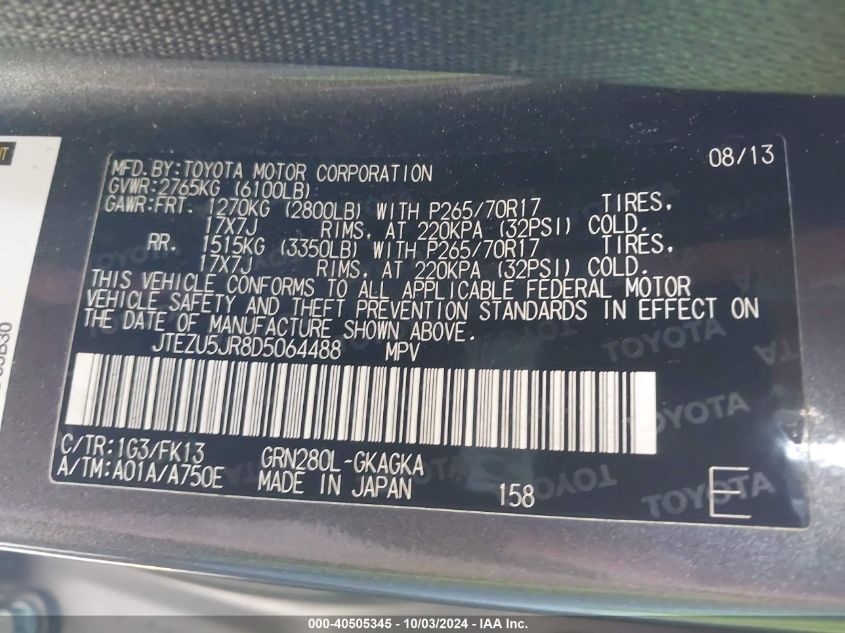 08/13
MFD.BY:TOYOTA MOTOR CORPORATION
GVWR:2765KG (6100LB)
GAWR:FRT. 1270KG (2800LB) WITH P265/70R17 TIRES,
17X7J RIMS, AT 220KPA (32PSI) COLD.
RR. 1515KG (3350LB) WITH P265/70R17 TIRES,
17X7J RIMS, AT 220KPA (32PSI) COLD.
THIS VEHICLE CONFORMS TO ALL APPLICABLE FEDERAL MOTOR
VEHICLE SAFETY AND THEFT PREVENTION STANDARDS IN EFFECT ON
THE DATE OF MANUFACTURE SHOWN ABOVE.
JTEZU5JR8D5064488 MPV
C/TR:1G3/FK13 GRN280L-GKAGKA
A/TM:A01A/A750E MADE IN JAPAN 158 E
TOYOTA
TOYOTA
TOYOTA
TOYOTA
000-40505345 - 10/03/2024 - IAA Inc.